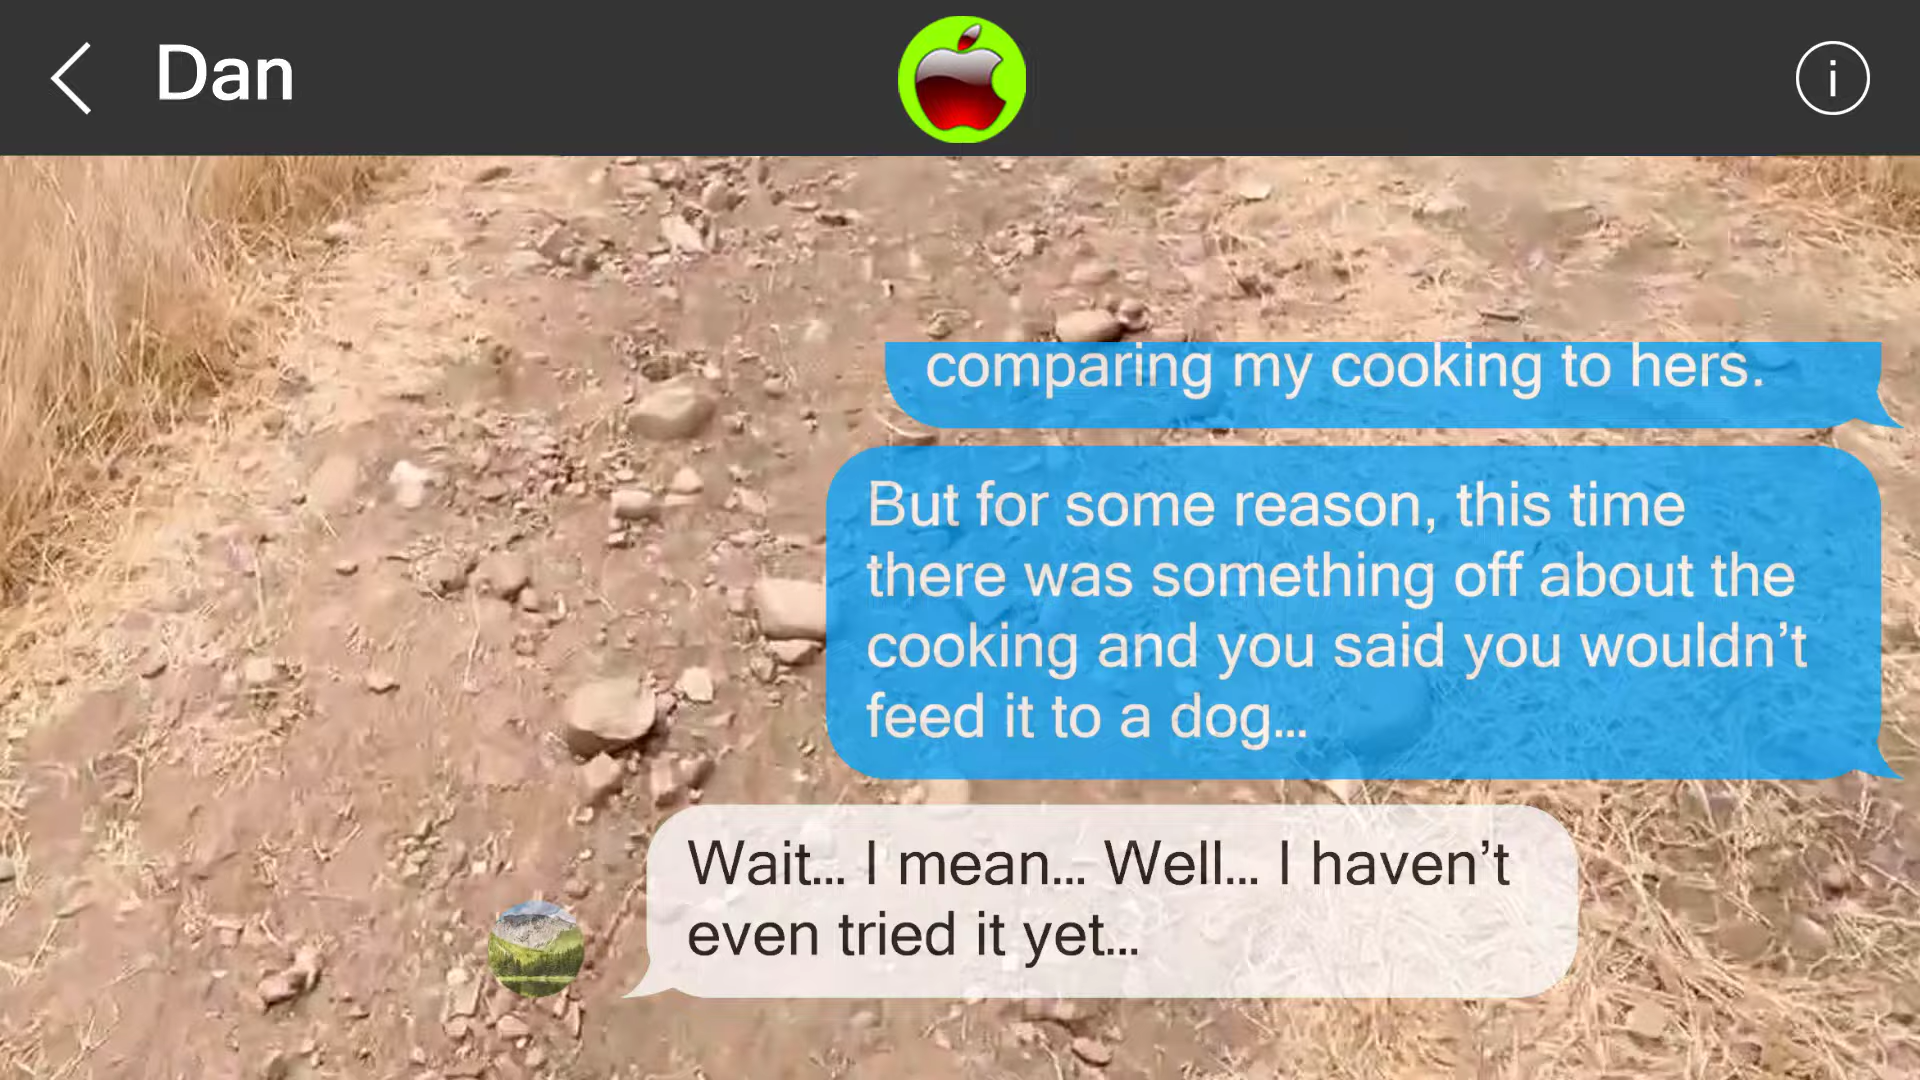 Dan
i
comparing my cooking to hers.
But for some reason, this time
there was something off about the
cooking and you said you wouldn’t
feed it to a dog...
Wait... I mean... Well... I haven’t
even tried it yet...